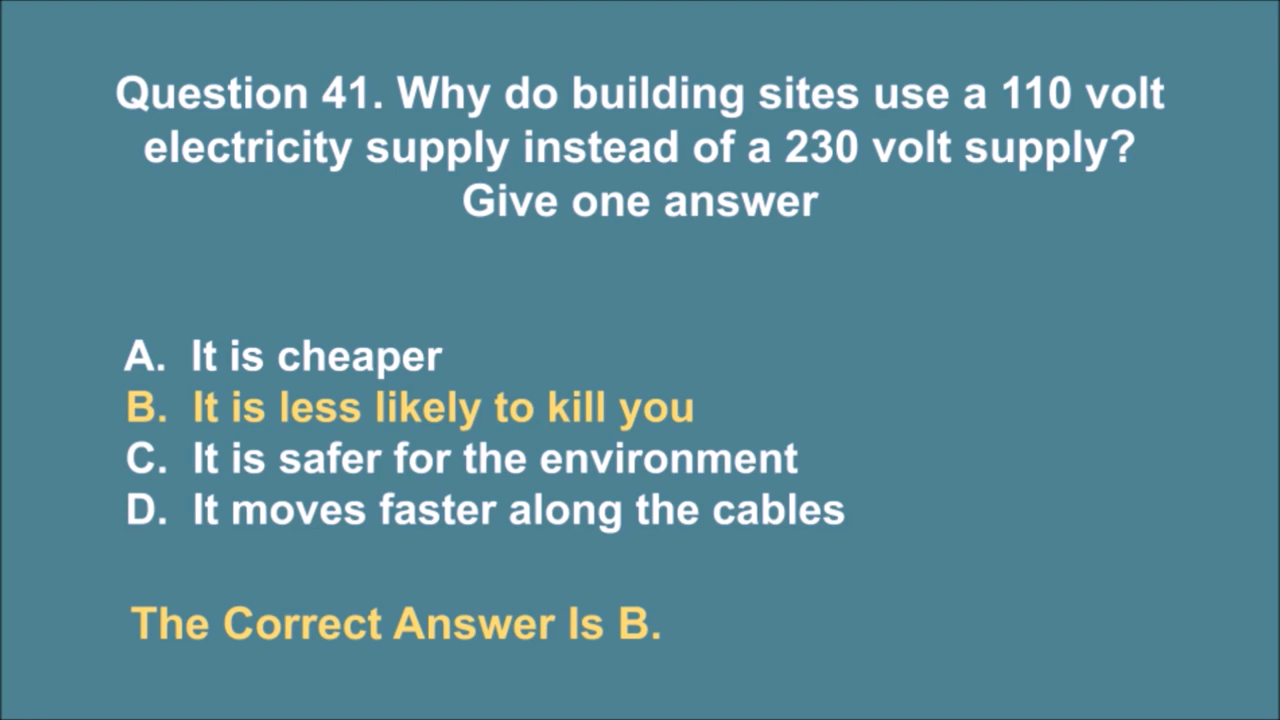 Question 41. Why do building sites use a 110 volt
electricity supply instead of a 230 volt supply?
Give one answer
A. It is cheaper
B. It is less likely to kill you
C. It is safer for the environment
D. It moves faster along the cables
The Correct Answer Is B.